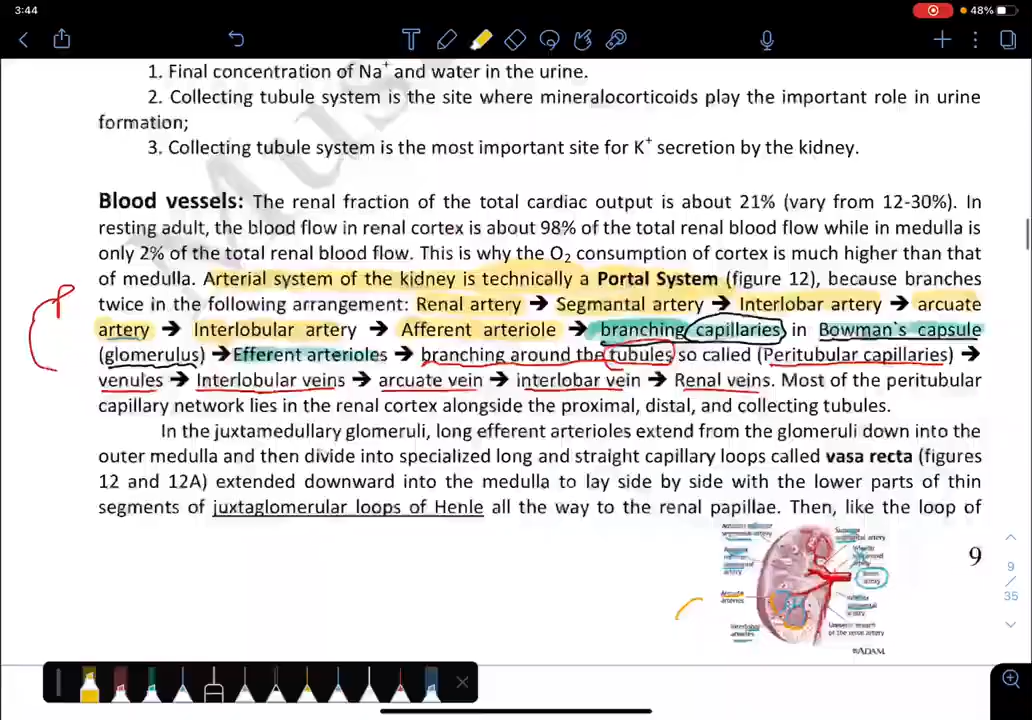 3:44
48%
1. Final concentration of Na⁺ and water in the urine.
2. Collecting tubule system is the site where mineralocorticoids play the important role in urine
formation;
3. Collecting tubule system is the most important site for K⁺ secretion by the kidney.
Blood vessels: The renal fraction of the total cardiac output is about 21% (vary from 12-30%). In
resting adult, the blood flow in renal cortex is about 98% of the total renal blood flow while in medulla is
only 2% of the total renal blood flow. This is why the O₂ consumption of cortex is much higher than that
of medulla. Arterial system of the kidney is technically a Portal System (figure 12), because branches
twice in the following arrangement: Renal artery → Segmantal artery → Interlobar artery → arcuate
artery → Interlobular artery → Afferent arteriole → branching capillaries in Bowman`s capsule
(glomerulus) → Efferent arterioles → branching around the tubules so called (Peritubular capillaries) →
venules → Interlobular veins → arcuate vein → interlobar vein → Renal veins. Most of the peritubular
capillary network lies in the renal cortex alongside the proximal, distal, and collecting tubules.
In the juxtamedullary glomeruli, long efferent arterioles extend from the glomeruli down into the
outer medulla and then divide into specialized long and straight capillary loops called vasa recta (figures
12 and 12A) extended downward into the medulla to lay side by side with the lower parts of thin
segments of juxtaglomerular loops of Henle all the way to the renal papillae. Then, like the loop of
9
Arcuate
arteries
Interlobar
arteries
artery
of the renal artery
ADAM
9
/
35